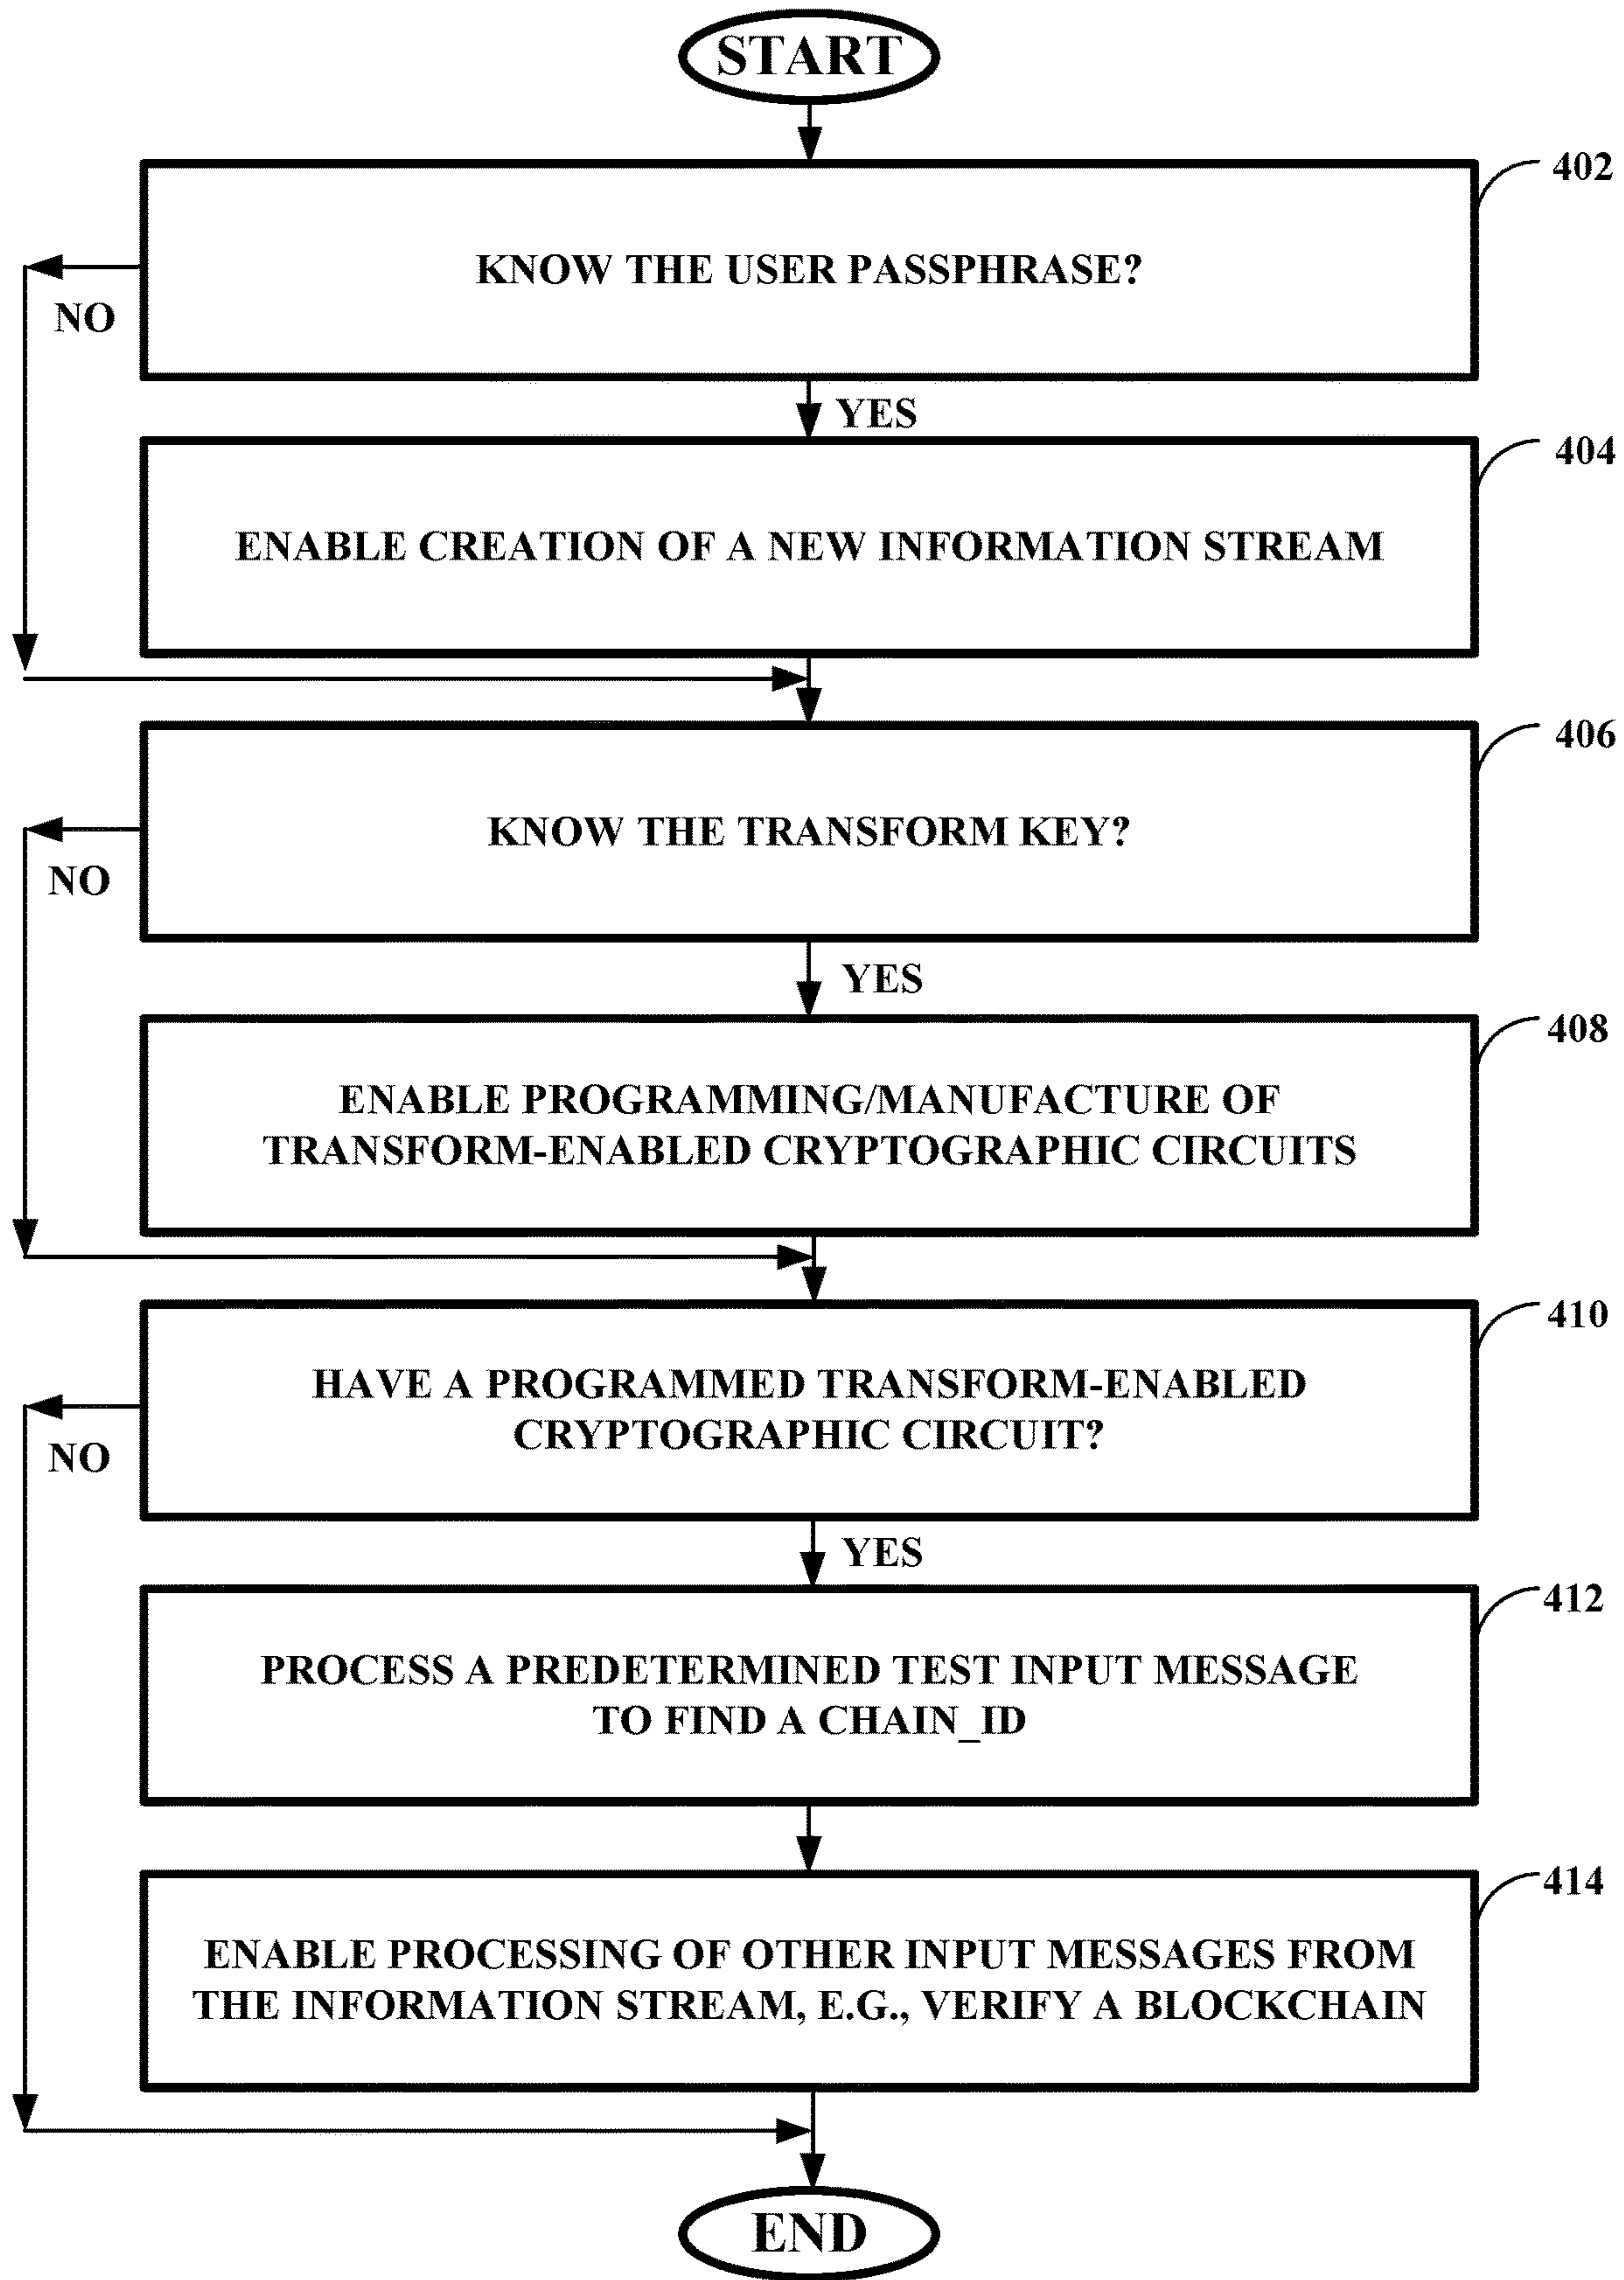 START
402
KNOW THE USER PASSPHRASE?
NO
YES
404
ENABLE CREATION OF A NEW INFORMATION STREAM
406
KNOW THE TRANSFORM KEY?
NO
YES
408
ENABLE PROGRAMMING/MANUFACTURE OF
TRANSFORM-ENABLED CRYPTOGRAPHIC CIRCUITS
410
HAVE A PROGRAMMED TRANSFORM-ENABLED
CRYPTOGRAPHIC CIRCUIT?
NO
YES
412
PROCESS A PREDETERMINED TEST INPUT MESSAGE
TO FIND A CHAIN_ID
414
ENABLE PROCESSING OF OTHER INPUT MESSAGES FROM
THE INFORMATION STREAM, E.G., VERIFY A BLOCKCHAIN
END